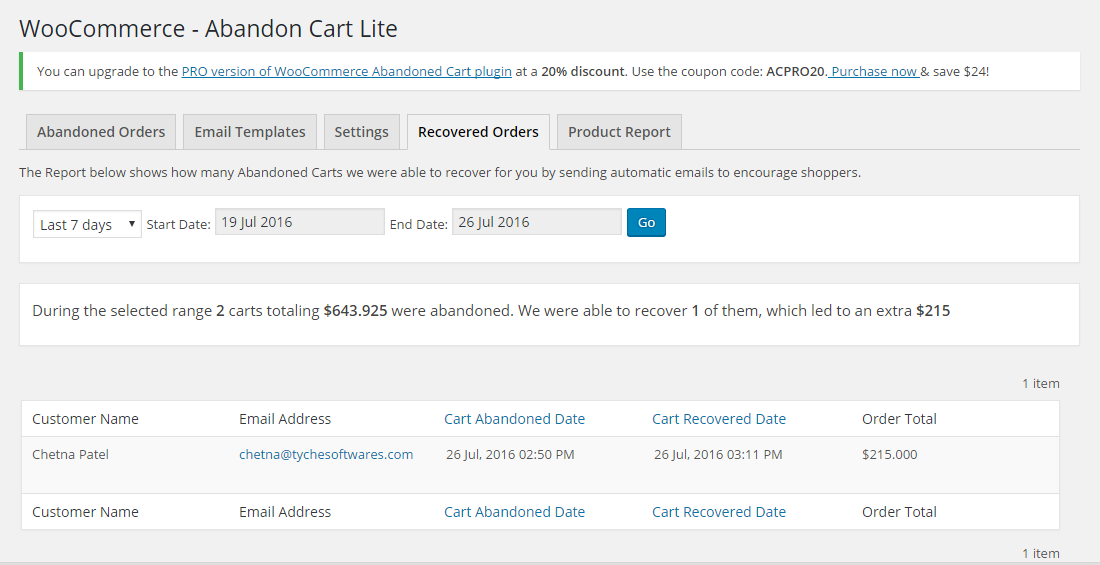 WooCommerce - Abandon Cart Lite
You can upgrade to the PRO version of WooCommerce Abandoned Cart plugin at a 20% discount. Use the coupon code: ACPRO20. Purchase now & save $24!
Abandoned Orders Email Templates Settings Recovered Orders Product Report
The Report below shows how many Abandoned Carts we were able to recover for you by sending automatic emails to encourage shoppers.
Last 7 days Start Date: 19 Jul 2016 End Date: 26 Jul 2016 Go
During the selected range 2 carts totaling $643.925 were abandoned. We were able to recover 1 of them, which led to an extra $215
1 item
Customer Name Email Address Cart Abandoned Date Cart Recovered Date Order Total
Chetna Patel chetna@tychesoftwares.com 26 Jul, 2016 02:50 PM 26 Jul, 2016 03:11 PM $215.000
Customer Name Email Address Cart Abandoned Date Cart Recovered Date Order Total
1 item